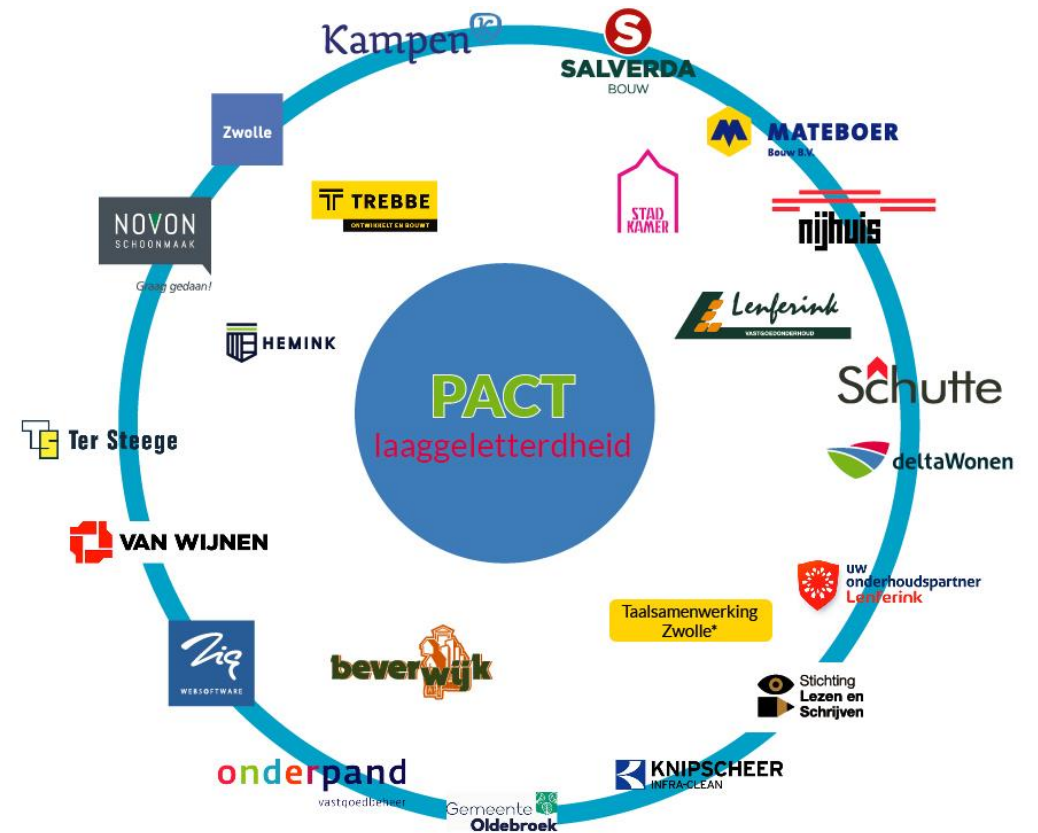 Kampen
S
SALVERDA
BOUW
Zwolle
MATEBOER
Bouw B.V.
TREBBE
ONTWIKKELT EN BOUWT
STAD
KAMER
NOVON
SCHOONMAAK
Graag gedaan!
nijhuis
Lenferink
VASTGOEDONDERHOUD
HEMINK
Schutte
PACT
laaggeletterdheid
TS Ter Steege
deltaWonen
VAN WIJNEN
uw
onderhoudspartner
Lenferink
Taalsamenwerking
Zwolle*
Zig
WEBSOFTWARE
beverwijk
Stichting
Lezen en
Schrijven
onderpand
vastgoedbeheer
KNIPSCHEER
INFRA-CLEAN
Gemeente
Oldebroek